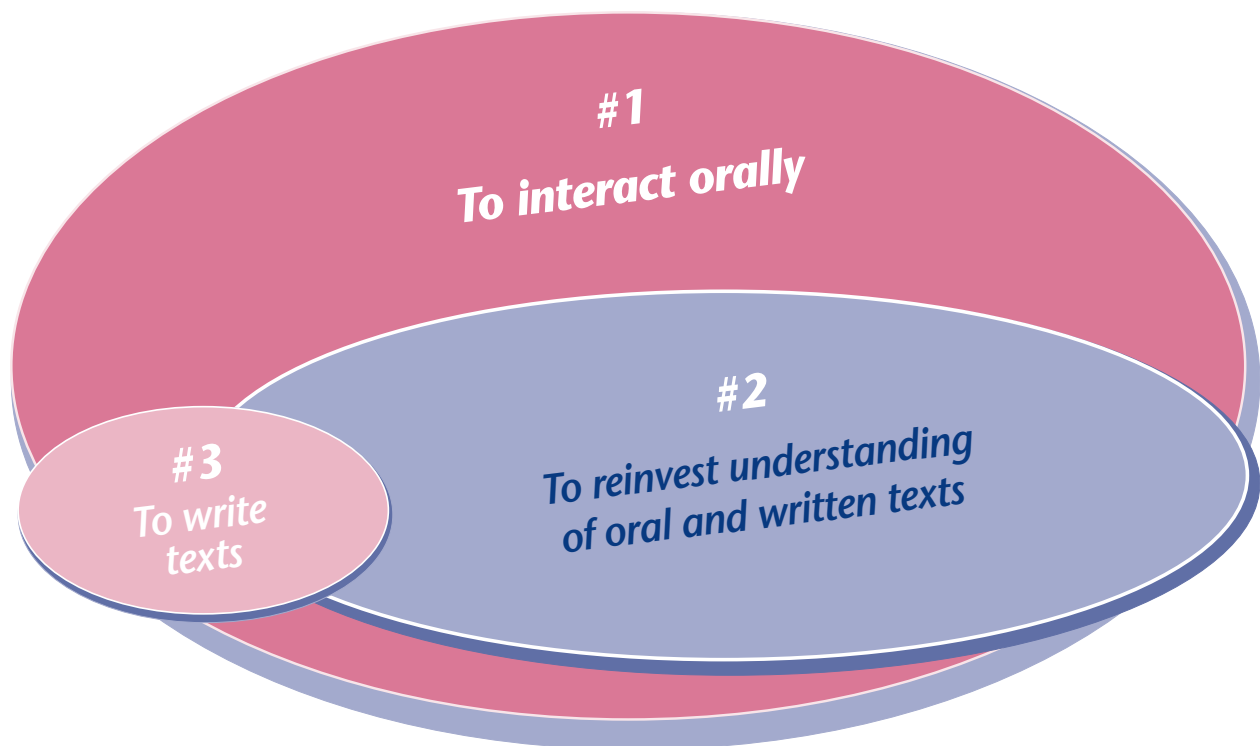 #1
To interact orally
#2
To reinvest understanding
of oral and written texts
#3
To write
texts